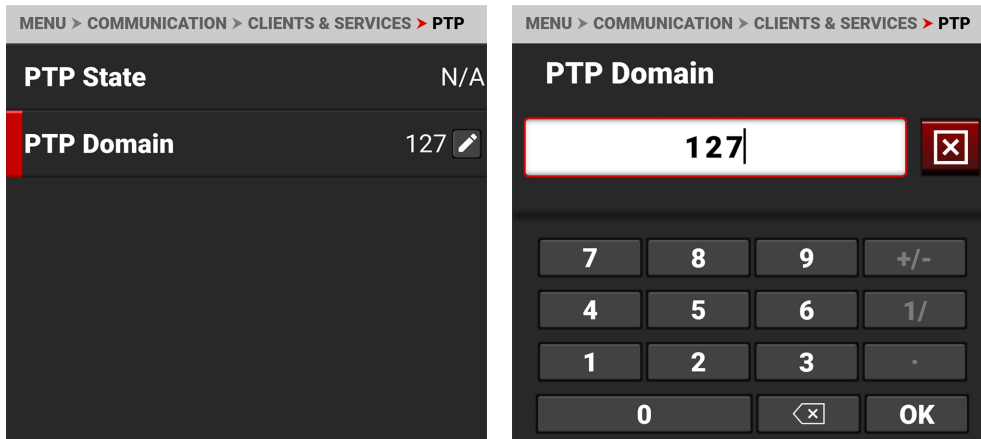 MENU > COMMUNICATION > CLIENTS & SERVICES > PTP
PTP State N/A
PTP Domain 127
MENU > COMMUNICATION > CLIENTS & SERVICES > PTP
PTP Domain
127
7 8 9 +/-
4 5 6 1/
1 2 3 .
0 OK